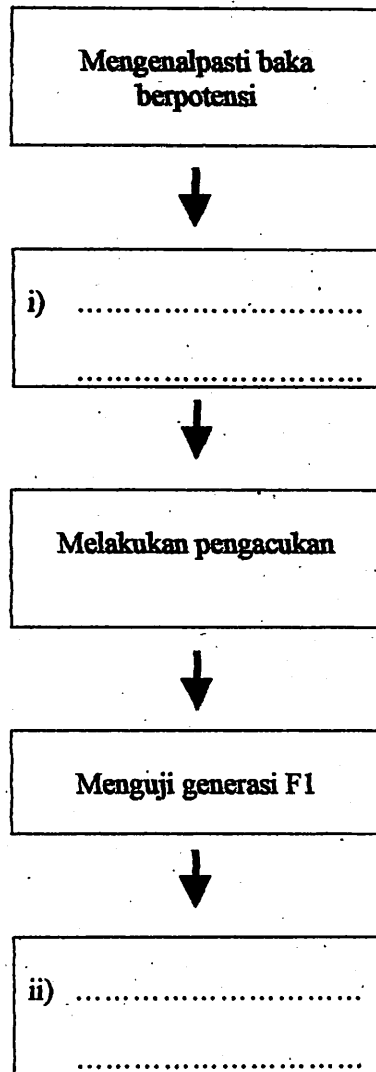 Mengenalpasti baka
berpotensi
i) ..............................
..............................
Melakukan pengacukan
Menguji generasi F1
ii) ..............................
..............................